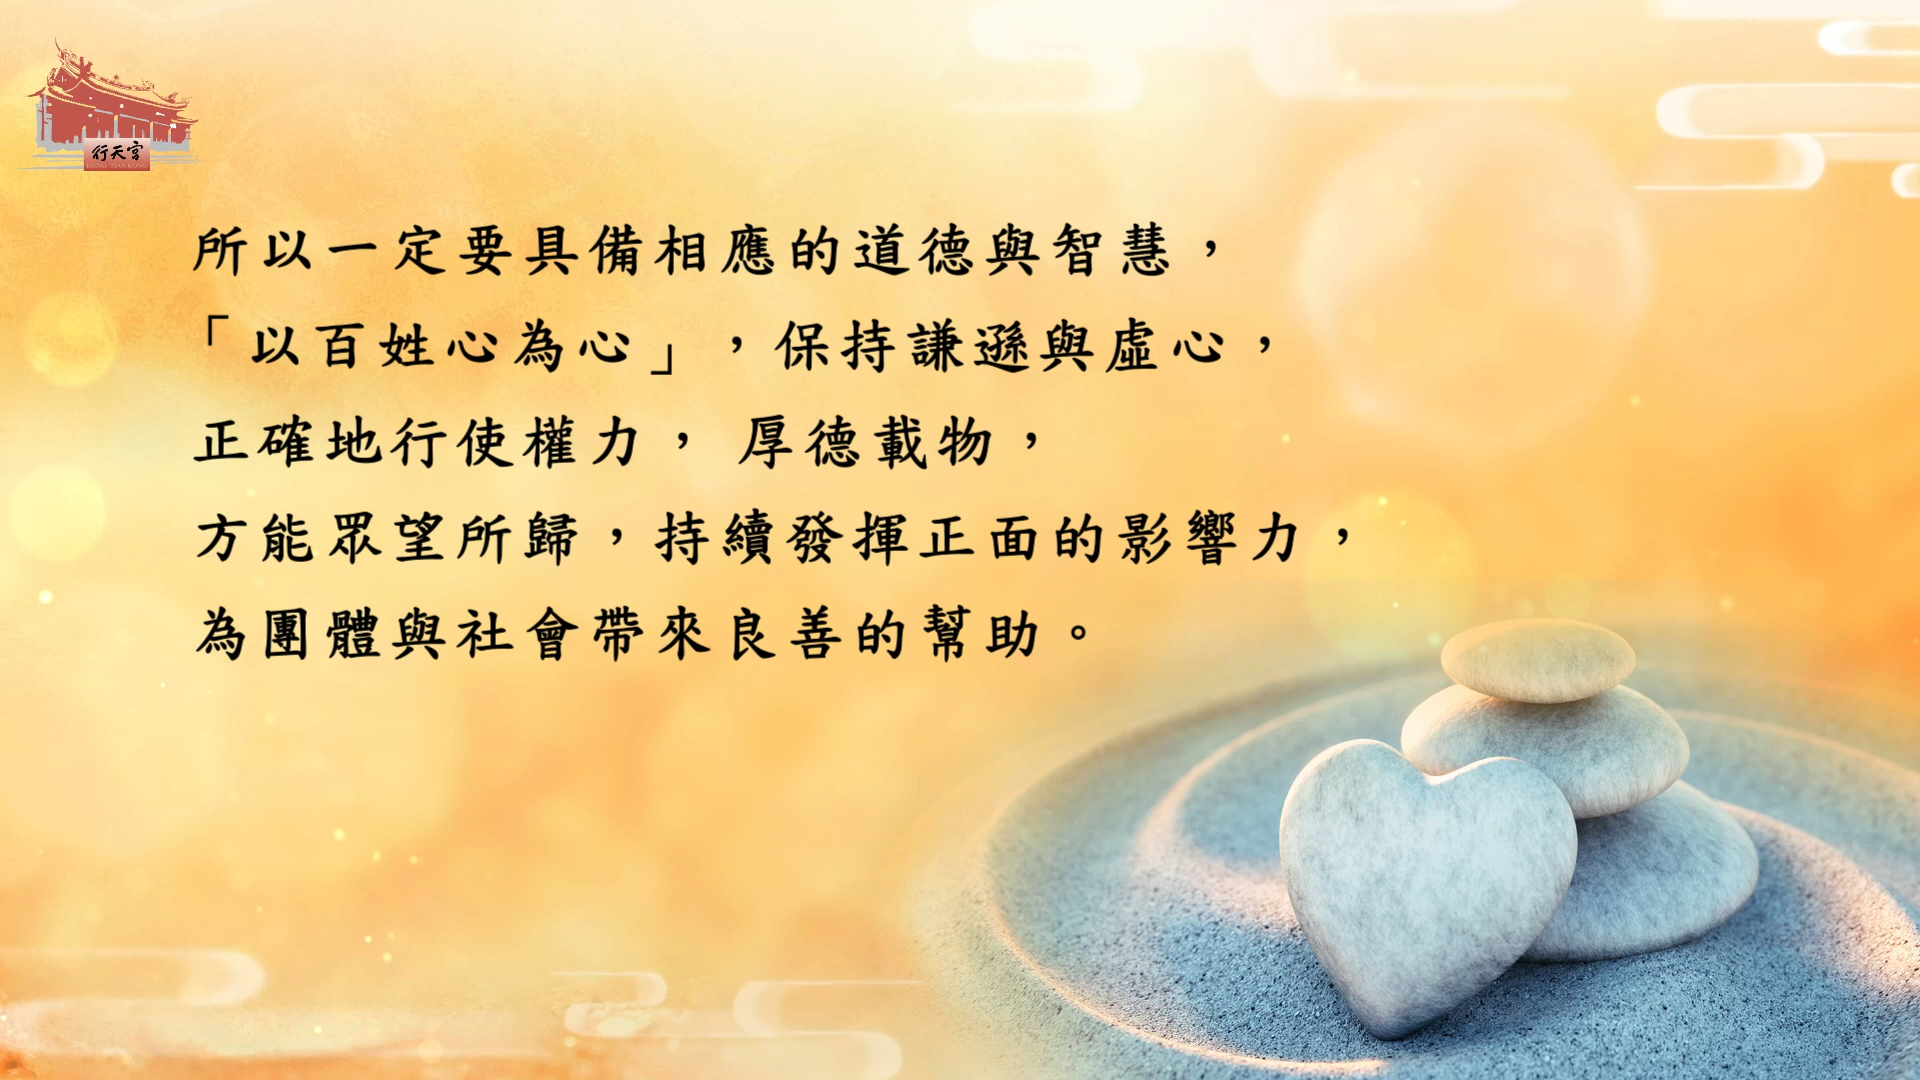 行天宮
HSING TIAN KONG
所以一定要具備相應的道德與智慧，
「以百姓心為心」，保持謙遜與虛心，
正確地行使權力， 厚德載物，
方能眾望所歸，持續發揮正面的影響力，
為團體與社會帶來良善的幫助。